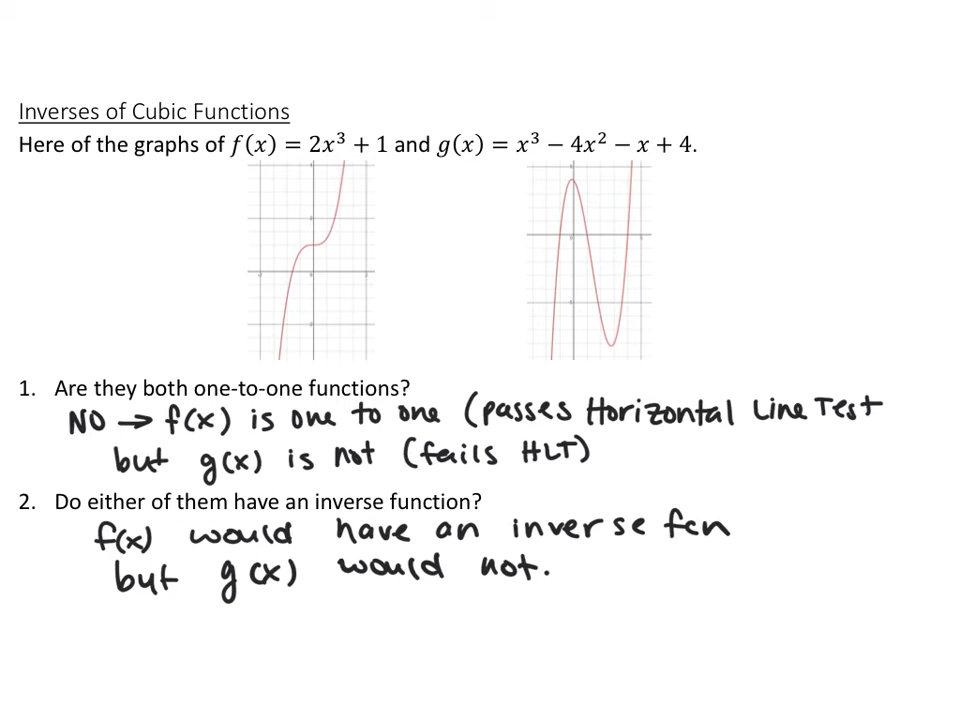 Inverses of Cubic Functions
Here of the graphs of f(x) = 2x³ + 1 and g(x) = x³ − 4x² − x + 4.
1. Are they both one-to-one functions?
NO → f(x) is one to one (passes Horizontal Line Test
but g(x) is not (fails HLT)
2. Do either of them have an inverse function?
f(x) would have an inverse fcn
but g(x) would not.